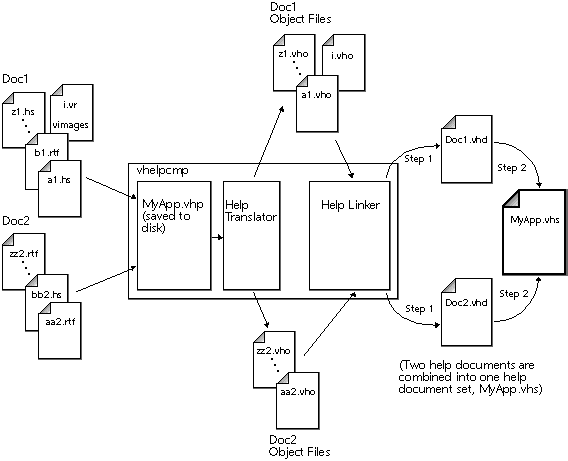 Doc1
Object Files
z1.vho
i.vho
a1.vho
Doc1
z1.hs
i.vr
vimages
b1.rtf
a1.hs
Doc2
zz2.rtf
bb2.hs
aa2.rtf
vhelpcmp
MyApp.vhp
(saved to
disk)
Help
Translator
Help Linker
Step 1
Doc1.vhd
Step 2
MyApp.vhs
Step 1
Doc2.vhd
Step 2
zz2.vho
aa2.vho
Doc2
Object Files
(Two help documents are
combined into one help
document set, MyApp.vhs)